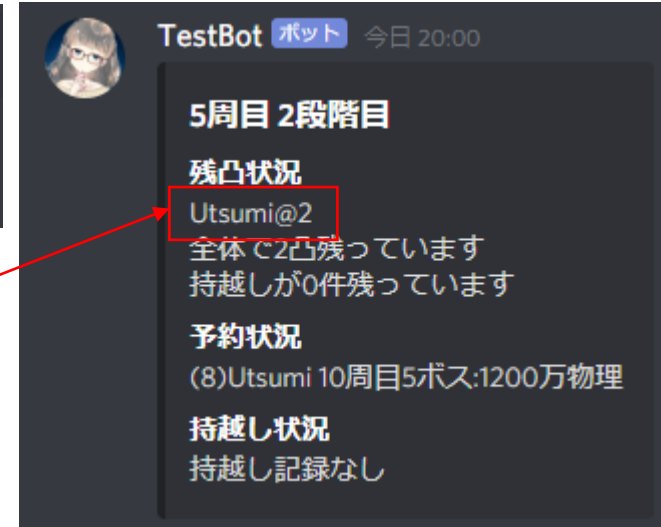 TestBot ボット 今日 20:00
5周目 2段階目
残凸状況
Utsumi@2
全体で2凸残っています
持越しが0件残っています
予約状況
(8)Utsumi 10周目5ボス:1200万物理
持越し状況
持越し記録なし